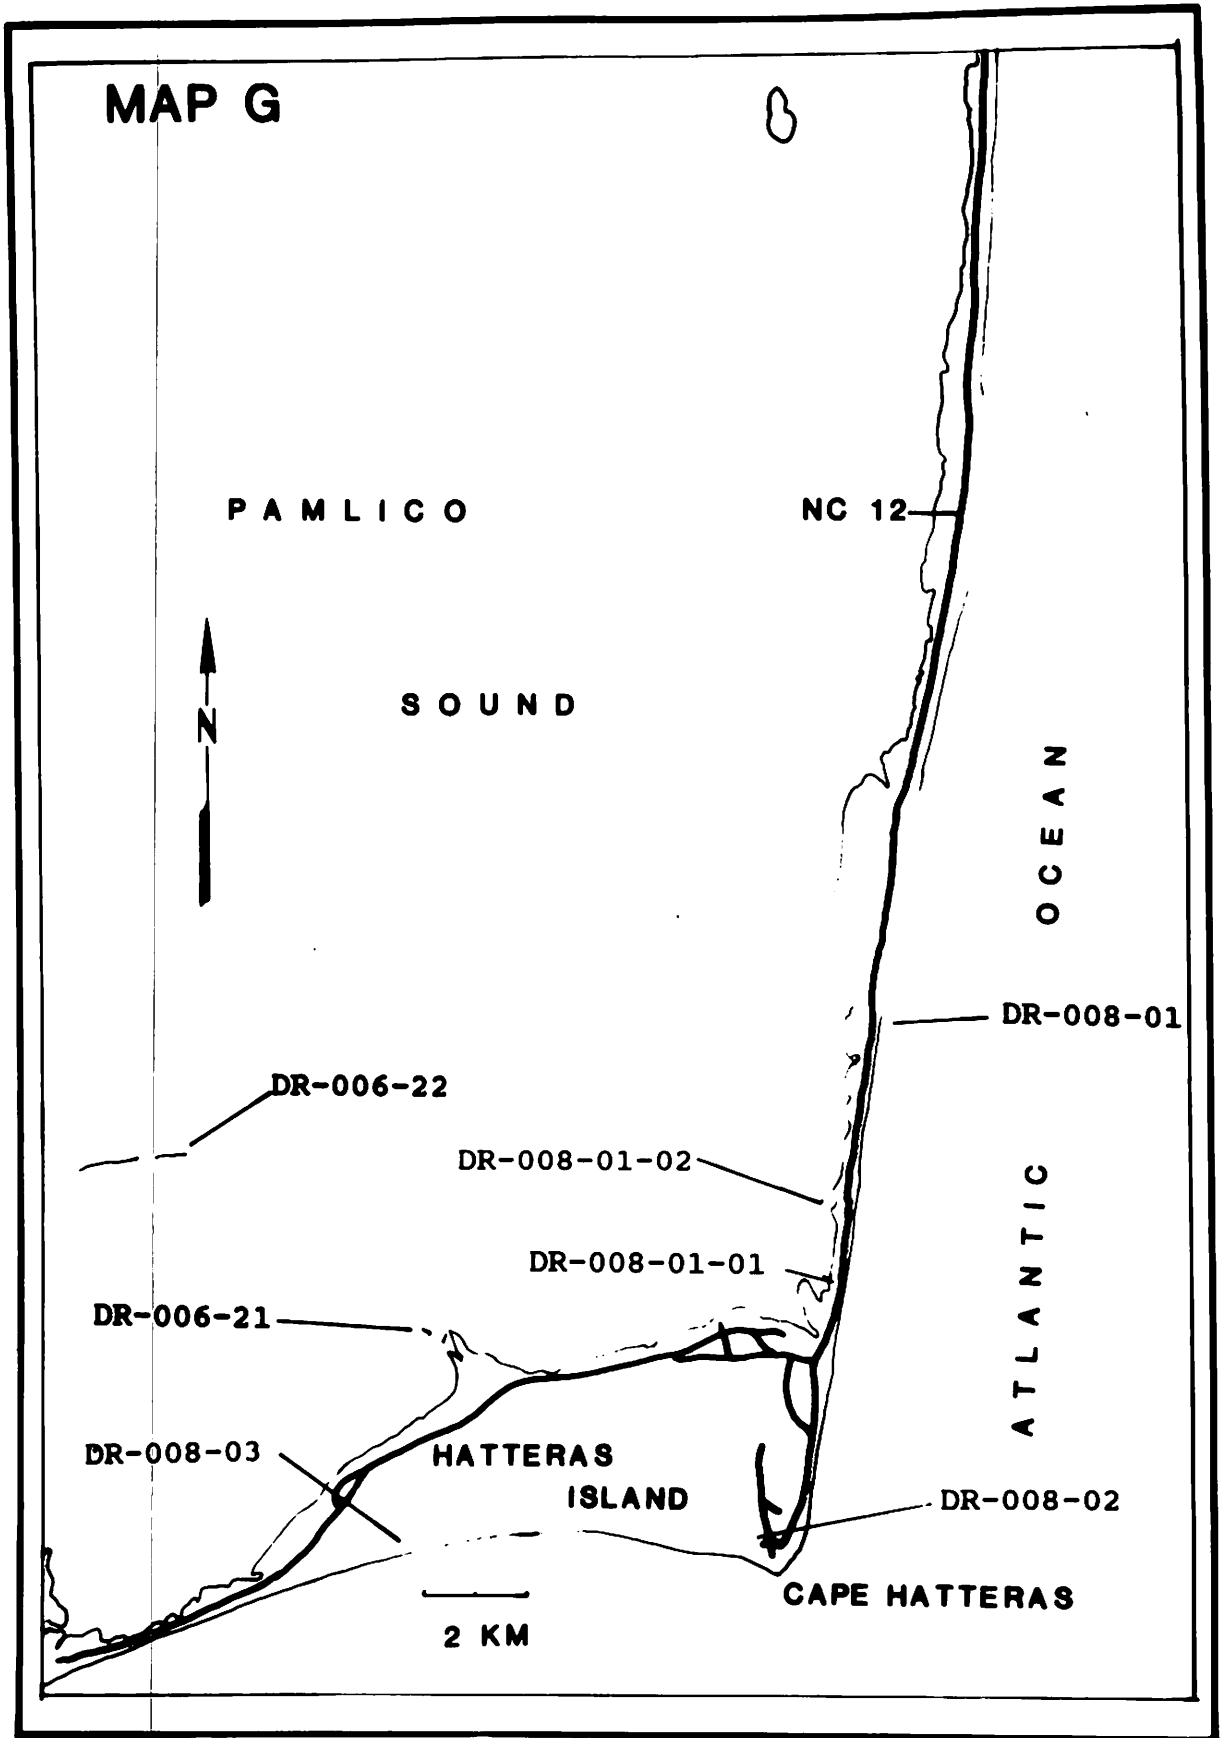 MAP G
PAMLICO
NC 12
SOUND
N
OCEAN
DR-008-01
DR-006-22
DR-008-01-02
ATLANTIC
DR-008-01-01
DR-006-21
DR-008-03
HATTERAS
ISLAND
DR-008-02
CAPE HATTERAS
2 KM